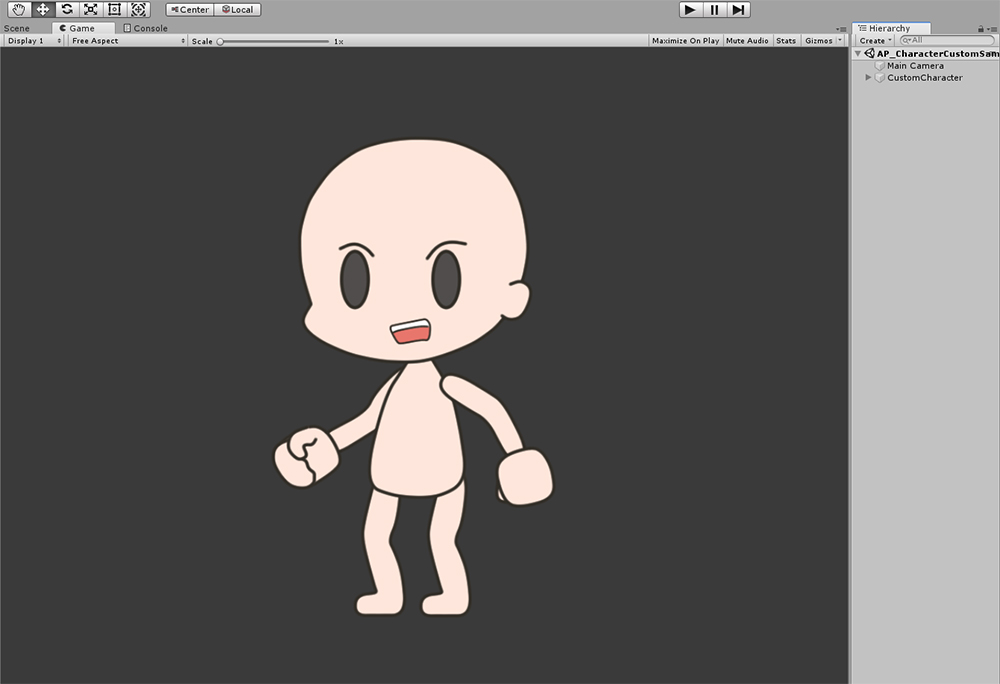 Center Local
Scene Game Console
Display 1 Free Aspect Scale 1x Maximize On Play Mute Audio Stats Gizmos
Hierarchy
Create All
AP_CharacterCustomSam
Main Camera
CustomCharacter